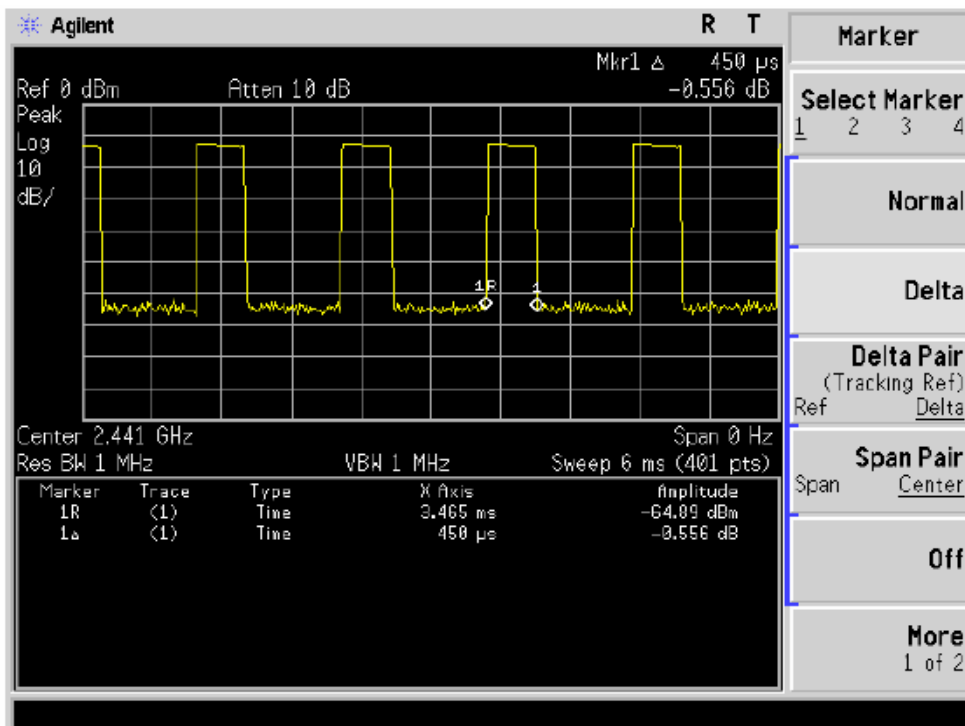 Agilent R T
Mkr1 Δ 450 µs
Ref 0 dBm Atten 10 dB -0.556 dB
Peak
Log
10
dB/
1R 1
Center 2.441 GHz Span 0 Hz
Res BW 1 MHz VBW 1 MHz Sweep 6 ms (401 pts)
Marker Trace Type X Axis Amplitude
1R (1) Time 3.465 ms -64.89 dBm
1Δ (1) Time 450 µs -0.556 dB
Marker
Select Marker
1 2 3 4
Normal
Delta
Delta Pair
(Tracking Ref)
Ref Delta
Span Pair
Span Center
Off
More
1 of 2